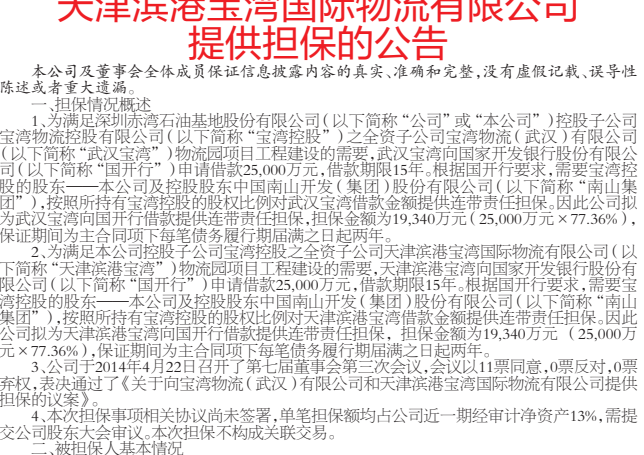 天津滨港宝湾国际物流有限公司
提供担保的公告
本公司及董事会全体成员保证信息披露内容的真实、准确和完整,没有虚假记载、误导性
陈述或者重大遗漏。
一、担保情况概述
1、为满足深圳赤湾石油基地股份有限公司(以下简称“公司”或“本公司”)控股子公司
宝湾物流控股有限公司(以下简称“宝湾控股”)之全资子公司宝湾物流(武汉)有限公司
(以下简称“武汉宝湾”)物流园项目工程建设的需要,武汉宝湾向国家开发银行股份有限公
司(以下简称“国开行”)申请借款25,000万元,借款期限15年。根据国开行要求,需要宝湾控
股的股东——本公司及控股股东中国南山开发(集团)股份有限公司(以下简称“南山集
团”),按照所持有宝湾控股的股权比例对武汉宝湾借款金额提供连带责任担保。因此公司拟
为武汉宝湾向国开行借款提供连带责任担保,担保金额为19,340万元(25,000万元×77.36%),
保证期间为主合同项下每笔债务履行期届满之日起两年。
2、为满足本公司控股子公司宝湾控股之全资子公司天津滨港宝湾国际物流有限公司(以
下简称“天津滨港宝湾”)物流园项目工程建设的需要,天津滨港宝湾向国家开发银行股份有
限公司(以下简称“国开行”)申请借款25,000万元,借款期限15年。根据国开行要求,需要宝
湾控股的股东——本公司及控股股东中国南山开发(集团)股份有限公司(以下简称“南山
集团”),按照所持有宝湾控股的股权比例对天津滨港宝湾借款金额提供连带责任担保。因此
公司拟为天津滨港宝湾向国开行借款提供连带责任担保, 担保金额为19,340万元 (25,000万
元×77.36%),保证期间为主合同项下每笔债务履行期届满之日起两年。
3、公司于2014年4月22日召开了第七届董事会第三次会议,会议以11票同意,0票反对,0票
弃权,表决通过了《关于向宝湾物流(武汉)有限公司和天津滨港宝湾国际物流有限公司提供
担保的议案》。
4、本次担保事项相关协议尚未签署,单笔担保额均占公司近一期经审计净资产13%,需提
交公司股东大会审议。本次担保不构成关联交易。
二、被担保人基本情况